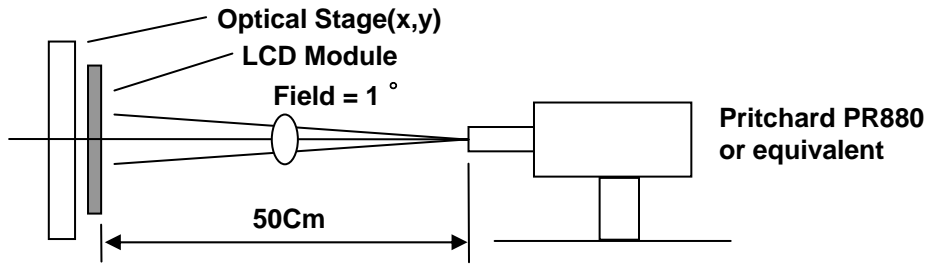 Optical Stage(x,y)
LCD Module
Field = 1 °
Pritchard PR880
or equivalent
50Cm